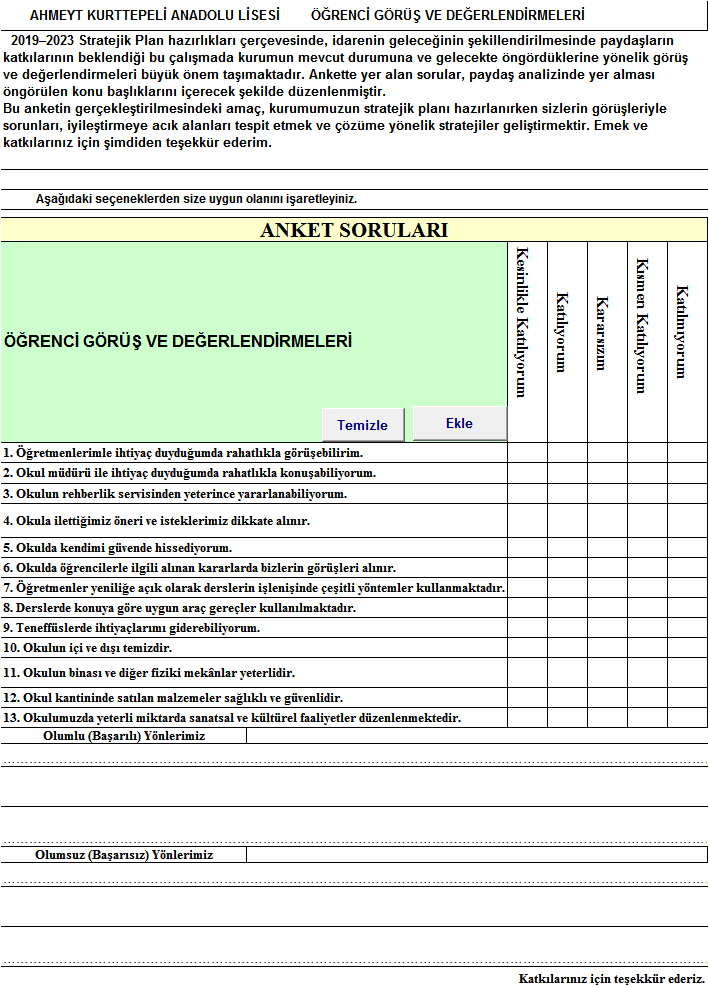 AHMEYT KURTTEPELİ ANADOLU LİSESİ ÖĞRENCİ GÖRÜŞ VE DEĞERLENDİRMELERİ
2019–2023 Stratejik Plan hazırlıkları çerçevesinde, idarenin geleceğinin şekillendirilmesinde paydaşların
katkılarının beklendiği bu çalışmada kurumun mevcut durumuna ve gelecekte öngördüklerine yönelik görüş
ve değerlendirmeleri büyük önem taşımaktadır. Ankette yer alan sorular, paydaş analizinde yer alması
öngörülen konu başlıklarını içerecek şekilde düzenlenmiştir.
Bu anketin gerçekleştirilmesindeki amaç, kurumumuzun stratejik planı hazırlanırken sizlerin görüşleriyle
sorunları, iyileştirmeye acık alanları tespit etmek ve çözüme yönelik stratejiler geliştirmektir. Emek ve
katkılarınız için şimdiden teşekkür ederim.
Aşağıdaki seçeneklerden size uygun olanını işaretleyiniz.
ANKET SORULARI
ÖĞRENCİ GÖRÜŞ VE DEĞERLENDİRMELERİ
Temizle
Ekle
Kesinlikle Katılıyorum
Katılıyorum
Kararsızım
Kısmen Katılıyorum
Katılmıyorum
1. Öğretmenlerimle ihtiyaç duyduğumda rahatlıkla görüşebilirim.
2. Okul müdürü ile ihtiyaç duyduğumda rahatlıkla konuşabiliyorum.
3. Okulun rehberlik servisinden yeterince yararlanabiliyorum.
4. Okula ilettiğimiz öneri ve isteklerimiz dikkate alınır.
5. Okulda kendimi güvende hissediyorum.
6. Okulda öğrencilerle ilgili alınan kararlarda bizlerin görüşleri alınır.
7. Öğretmenler yeniliğe açık olarak derslerin işlenişinde çeşitli yöntemler kullanmaktadır.
8. Derslerde konuya göre uygun araç gereçler kullanılmaktadır.
9. Teneffüslerde ihtiyaçlarımı giderebiliyorum.
10. Okulun içi ve dışı temizdir.
11. Okulun binası ve diğer fiziki mekânlar yeterlidir.
12. Okul kantininde satılan malzemeler sağlıklı ve güvenlidir.
13. Okulumuzda yeterli miktarda sanatsal ve kültürel faaliyetler düzenlenmektedir.
Olumlu (Başarılı) Yönlerimiz
Olumsuz (Başarısız) Yönlerimiz
Katkılarınız için teşekkür ederiz.